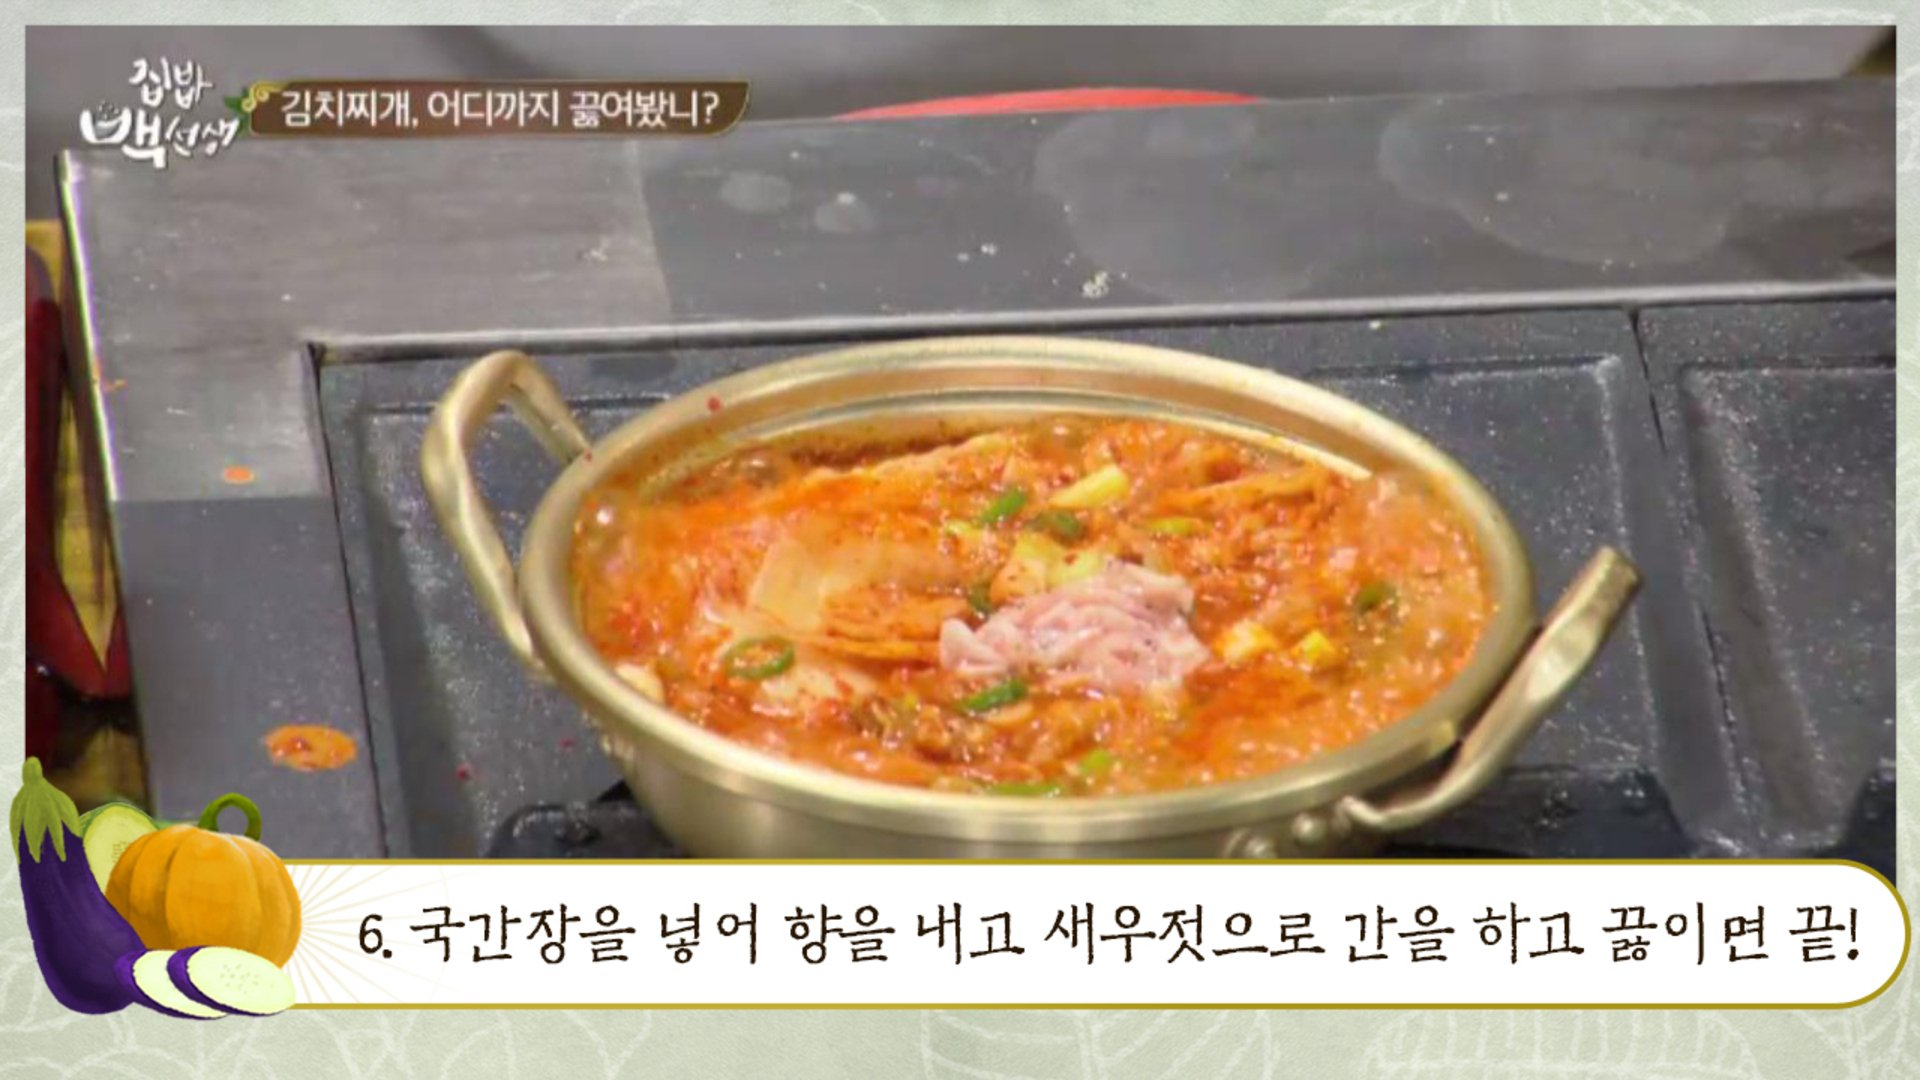 집밥
백선생
김치찌개, 어디까지 끓여봤니?
6. 국간장을 넣어 향을 내고 새우젓으로 간을 하고 끓이면 끝!